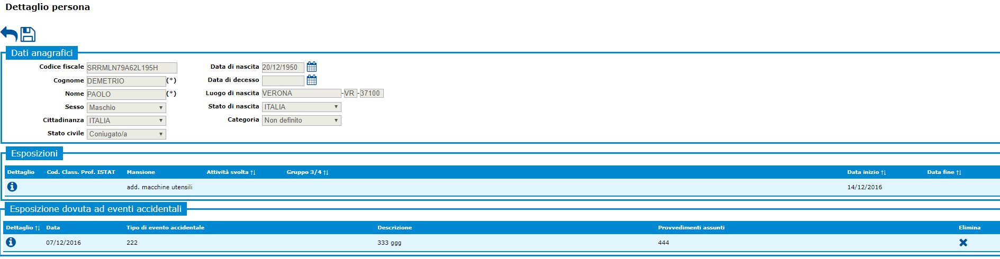 Dettaglio persona
Dati anagrafici
Codice fiscale SRRMLN79A62L195H Data di nascita 20/12/1950
Cognome DEMETRIO (*) Data di decesso
Nome PAOLO (*) Luogo di nascita VERONA - VR - 37100
Sesso Maschio Stato di nascita ITALIA
Cittadinanza ITALIA Categoria Non definito
Stato civile Coniugato/a
Esposizioni
Dettaglio Cod. Class. Prof. ISTAT Mansione Attività svolta ↑↓ Gruppo 3/4 ↑↓ Data inizio ↑↓ Data fine ↑↓
add. macchine utensili 14/12/2016
Esposizione dovuta ad eventi accidentali
Dettaglio ↑↓ Data Tipo di evento accidentale Descrizione Provvedimenti assunti Elimina
07/12/2016 222 333 ggg 444